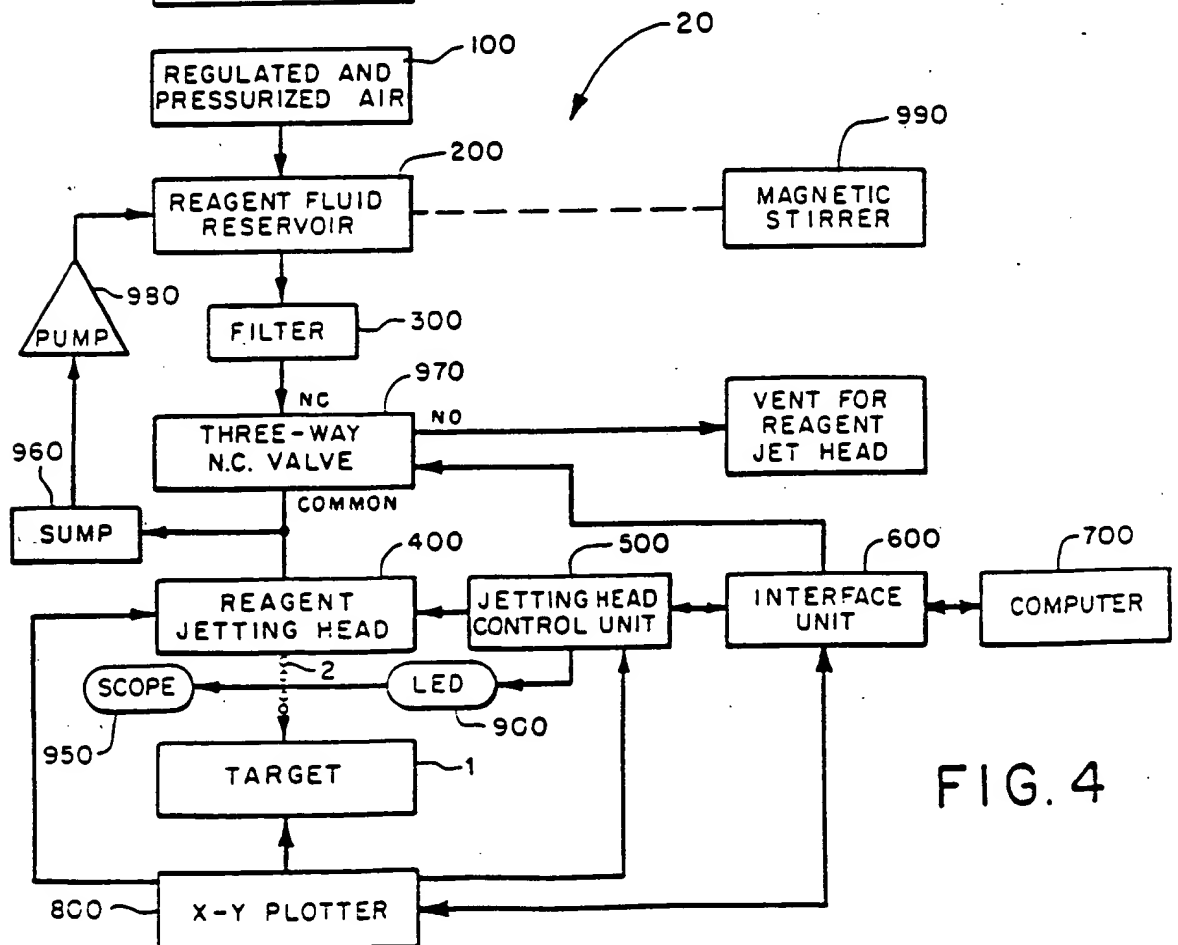 20
100
REGULATED AND
PRESSURIZED AIR
200
REAGENT FLUID
RESERVOIR
990
MAGNETIC
STIRRER
980
PUMP
300
FILTER
970
NC
NO
THREE-WAY
N.C. VALVE
COMMON
VENT FOR
REAGENT
JET HEAD
960
SUMP
400
REAGENT
JETTING HEAD
500
JETTING HEAD
CONTROL UNIT
600
INTERFACE
UNIT
700
COMPUTER
2
SCOPE
950
LED
900
TARGET
1
FIG. 4
800
X-Y PLOTTER